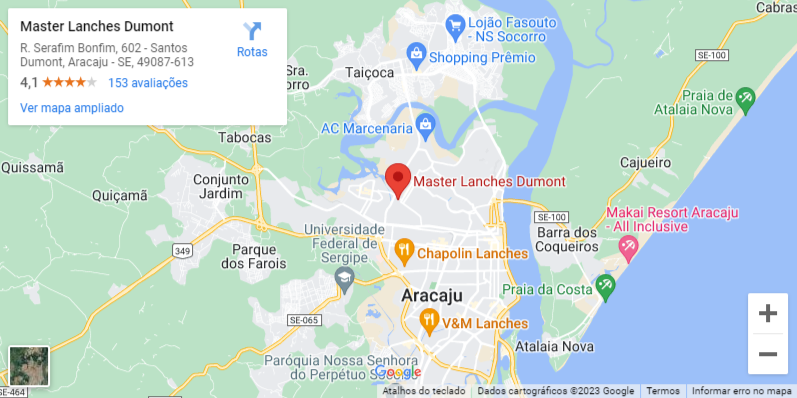 Master Lanches Dumont
R. Serafim Bonfim, 602 - Santos
Dumont, Aracaju - SE, 49087-613
4,1
153 avaliações
Ver mapa ampliado
Rotas
Lojão Fasouto
- NS Socorro
Shopping Prêmio
Taiçoca
Sra.
orro
SE-100
Praia de
Atalaia Nova
AC Marcenaria
Tabocas
Quissamã
Cajueiro
Conjunto
Jardim
Master Lanches Dumont
Quiçamã
SE-100
Makai Resort Aracaju
- All Inclusive
Universidade
Federal de
Sergipe
Barra dos
Coqueiros
349
Parque
dos Farois
Chapolin Lanches
Praia da Costa
Aracaju
SE-065
V&M Lanches
Atalaia Nova
Paróquia Nossa Senhora
do Perpétuo Socorro
Google
SE-464
Atalhos do teclado
Dados cartográficos ©2023 Google
Termos
Informar erro no mapa